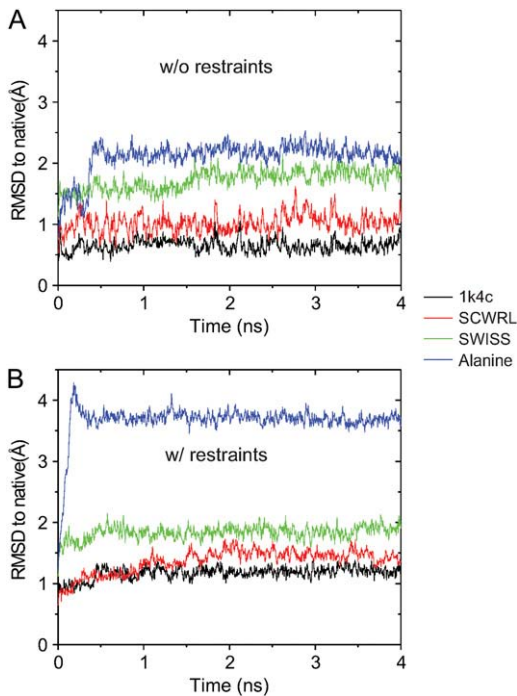 A
w/o restraints
RMSD to native(Å)
4
3
2
1
0
0 1 2 3 4
Time (ns)
1k4c
SCWRL
SWISS
Alanine
B
w/ restraints
RMSD to native(Å)
4
3
2
1
0
0 1 2 3 4
Time (ns)